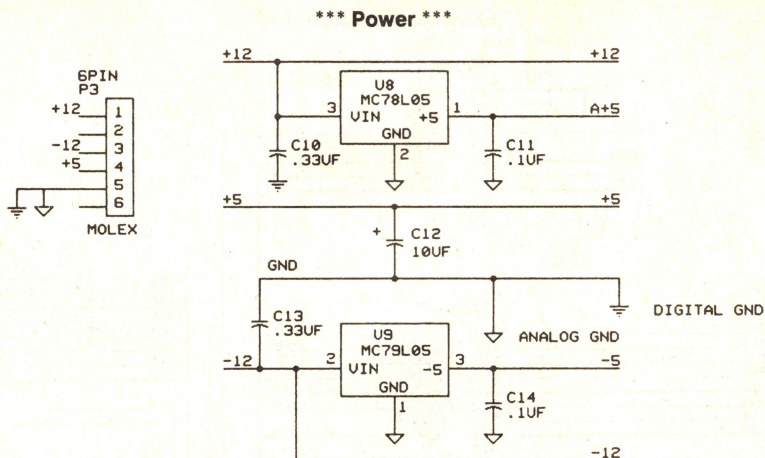 *** Power ***
6PIN
P3
+12
-12
+5
1
2
3
4
5
6
MOLEX
+12
+12
U8
MC78L05
3
VIN
+5
1
A+5
GND
2
C10
.33UF
C11
.1UF
+5
+5
+
C12
10UF
GND
DIGITAL GND
ANALOG GND
C13
.33UF
U9
MC79L05
-12
2
VIN
-5
3
-5
GND
1
C14
.1UF
-12